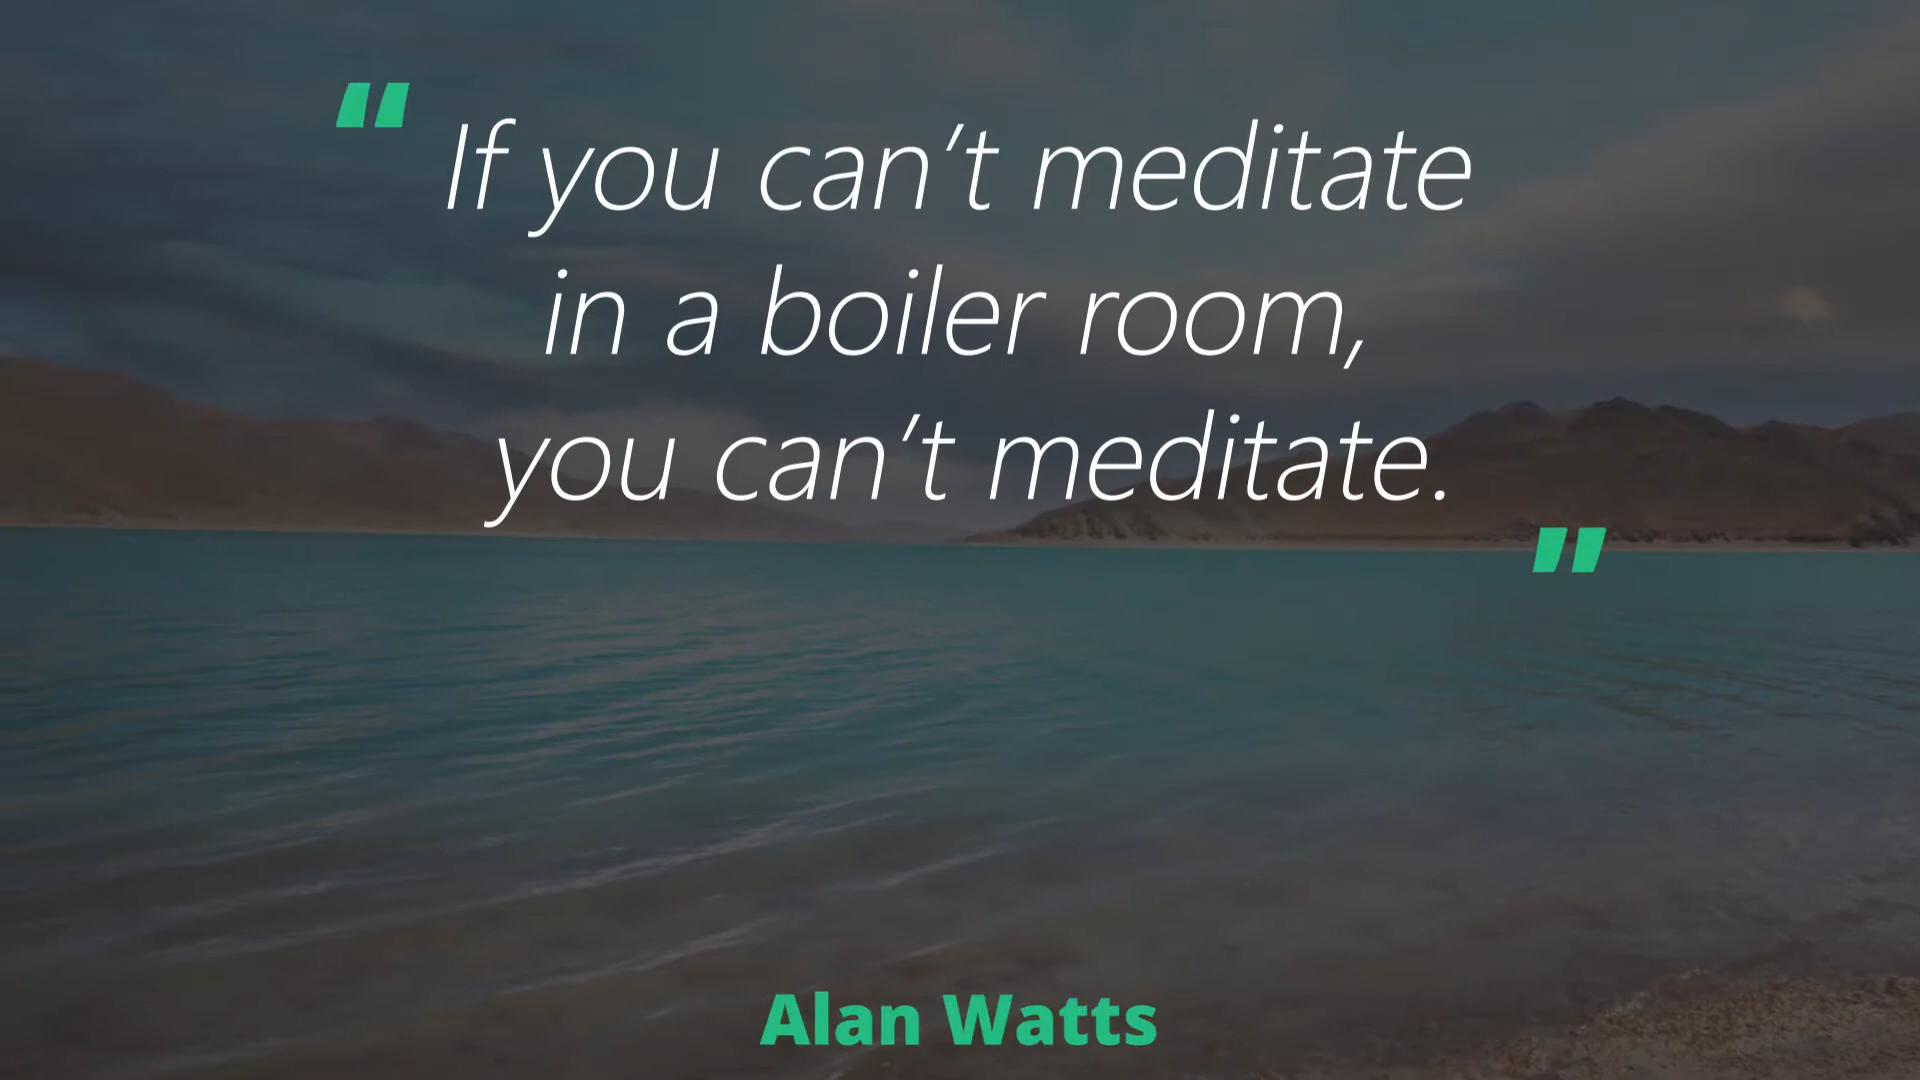 “ If you can’t meditate
in a boiler room,
you can’t meditate. ”
Alan Watts